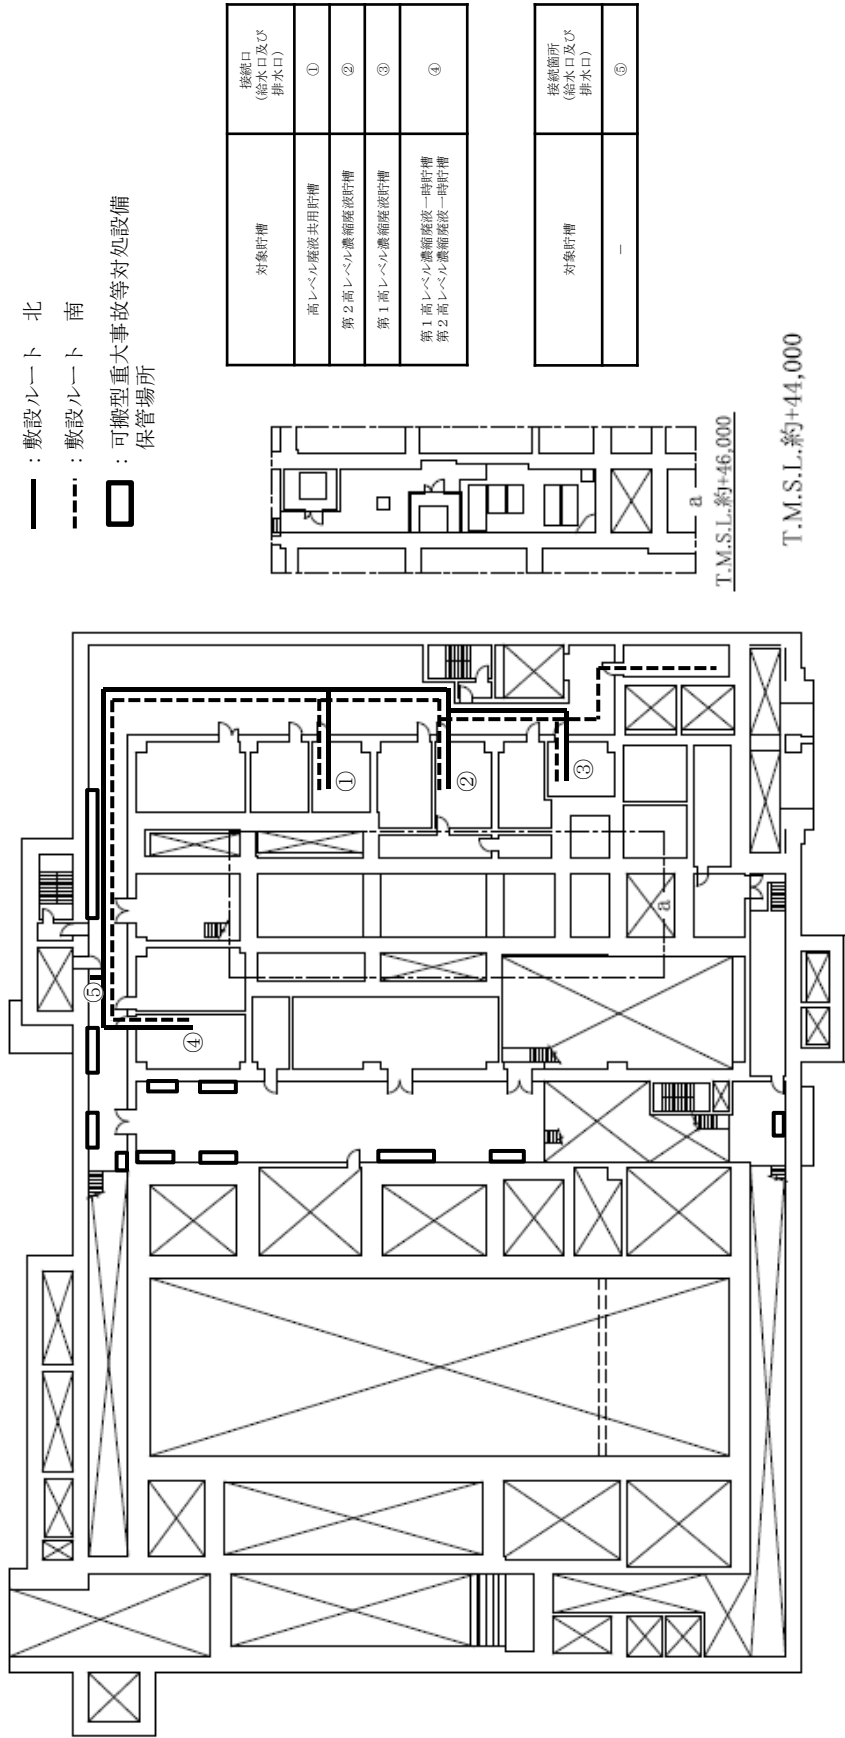 ：敷設ルート　北
：敷設ルート　南
：可搬型重大事故等対処設備
保管場所
対象貯槽
接続口
(給水口及び
排水口)
高レベル廃液共用貯槽
①
第２高レベル濃縮廃液貯槽
②
第１高レベル濃縮廃液貯槽
③
第１高レベル濃縮廃液一時貯槽
第２高レベル濃縮廃液一時貯槽
④
対象貯槽
接続箇所
(給水口及び
排水口)
－
⑤
a
T.M.S.L.約+46,000
T.M.S.L.約+44,000
①
②
③
a
⑤
④